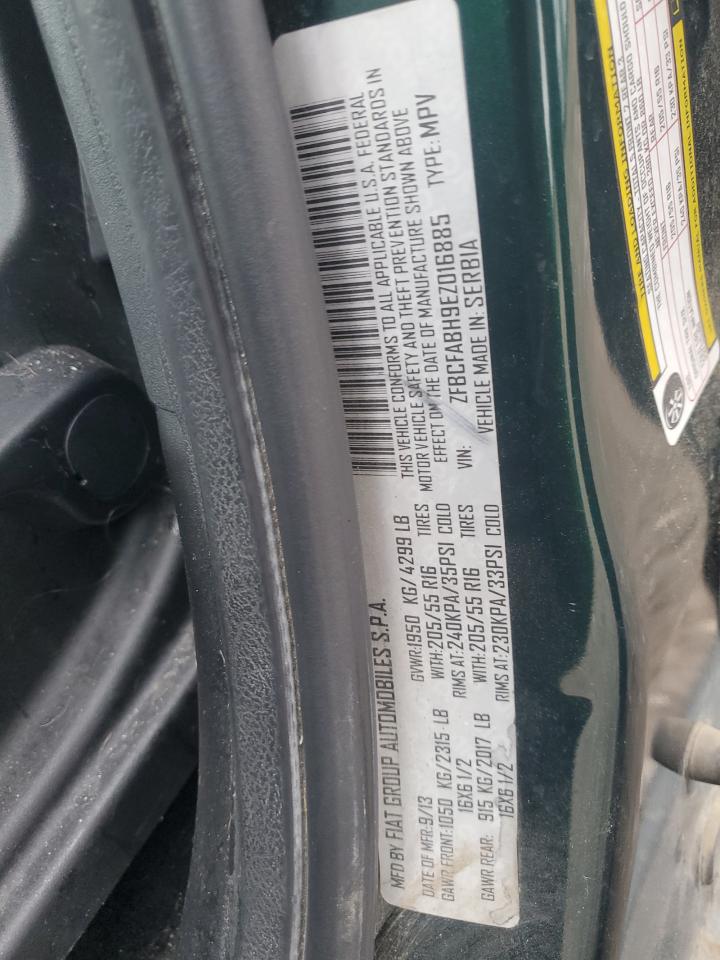 MFD BY FIAT GROUP AUTOMOBILES S.P.A.
DATE OF MFR:9/13 GVWR:1950 KG/4299 LB
GAWR FRONT:1050 KG/2315 LB WITH:205/55 R16 TIRES
16X6 1/2 RIMS AT:240KPA/35PSI COLD
GAWR REAR: 915 KG/2017 LB WITH:205/55 R16 TIRES
16X6 1/2 RIMS AT:230KPA/33PSI COLD
THIS VEHICLE CONFORMS TO ALL APPLICABLE U.S.A. FEDERAL
MOTOR VEHICLE SAFETY AND THEFT PREVENTION STANDARDS IN
EFFECT ON THE DATE OF MANUFACTURE SHOWN ABOVE
VIN: ZFBCFABH9EZ016885 TYPE: MPV
VEHICLE MADE IN: SERBIA
TIRE AND LOADING INFORMATION